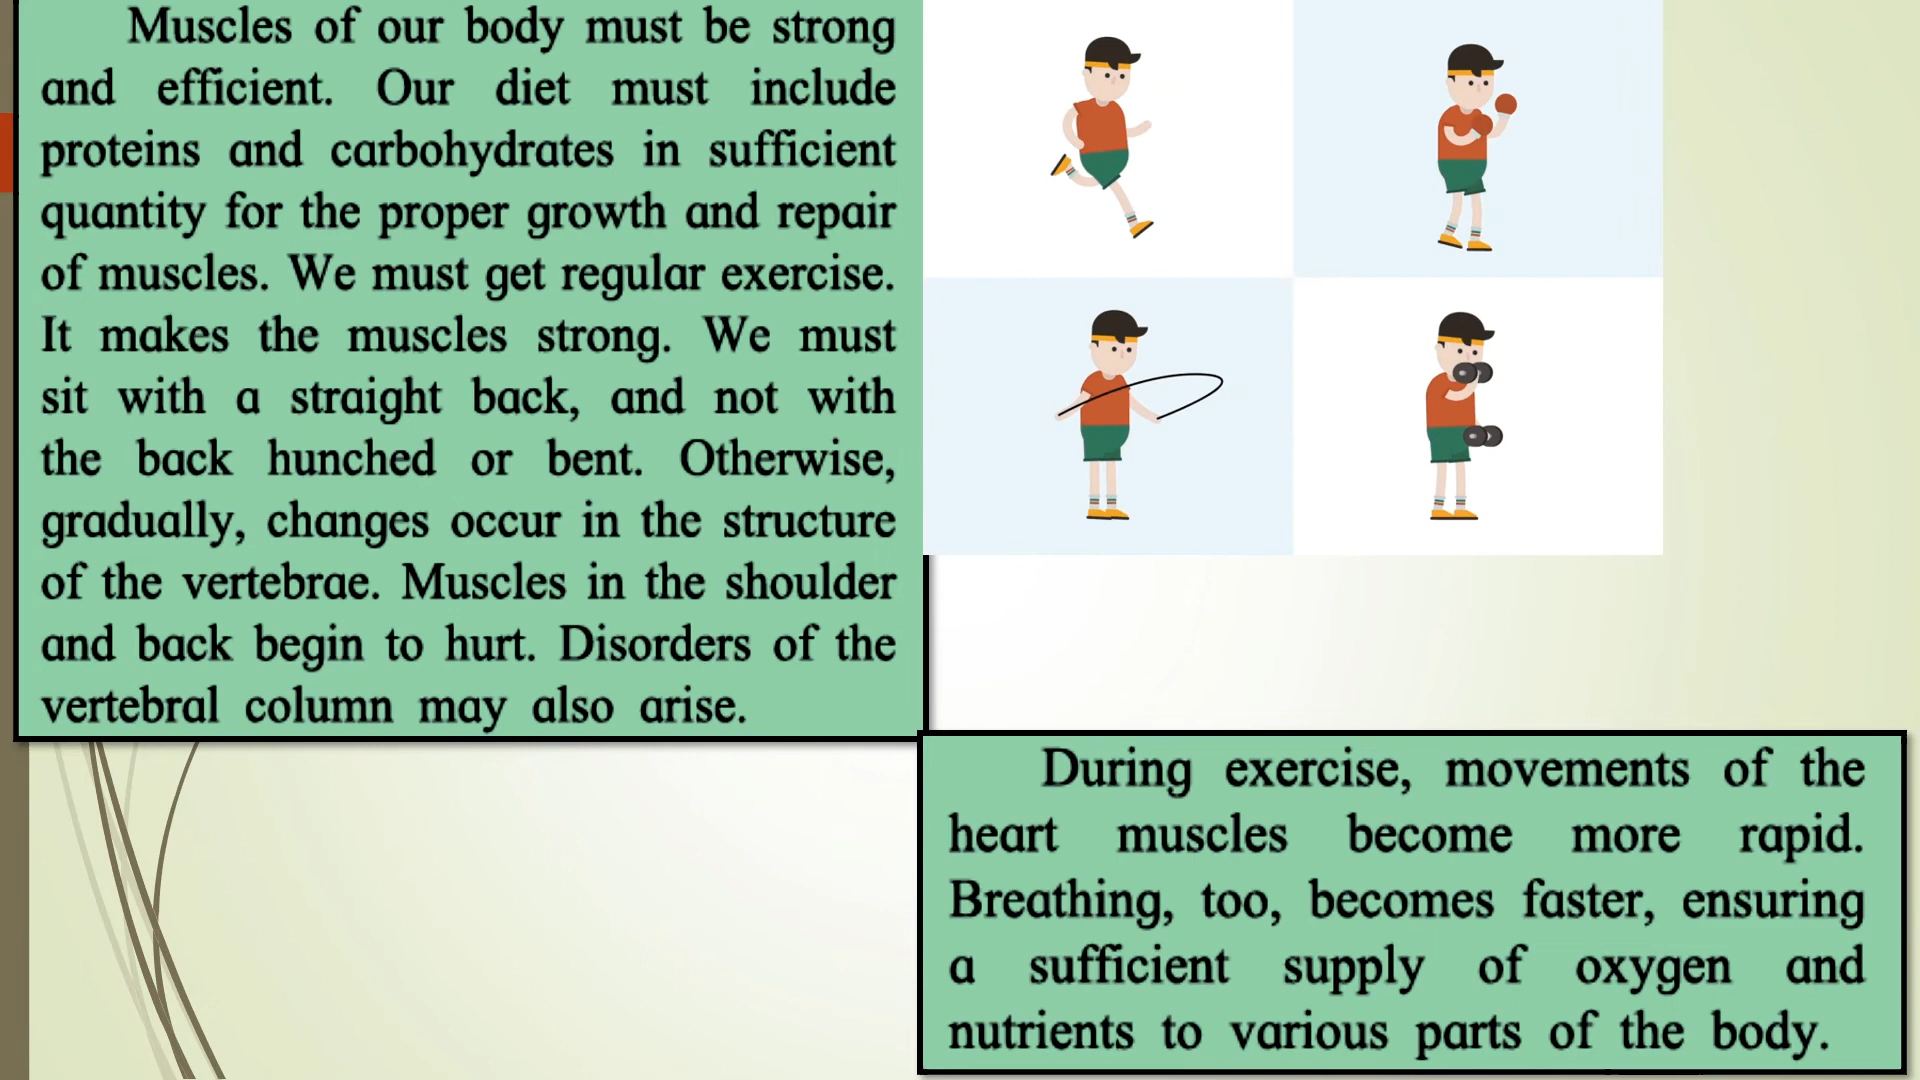 Muscles of our body must be strong
and efficient. Our diet must include
proteins and carbohydrates in sufficient
quantity for the proper growth and repair
of muscles. We must get regular exercise.
It makes the muscles strong. We must
sit with a straight back, and not with
the back hunched or bent. Otherwise,
gradually, changes occur in the structure
of the vertebrae. Muscles in the shoulder
and back begin to hurt. Disorders of the
vertebral column may also arise.
During exercise, movements of the
heart muscles become more rapid.
Breathing, too, becomes faster, ensuring
a sufficient supply of oxygen and
nutrients to various parts of the body.